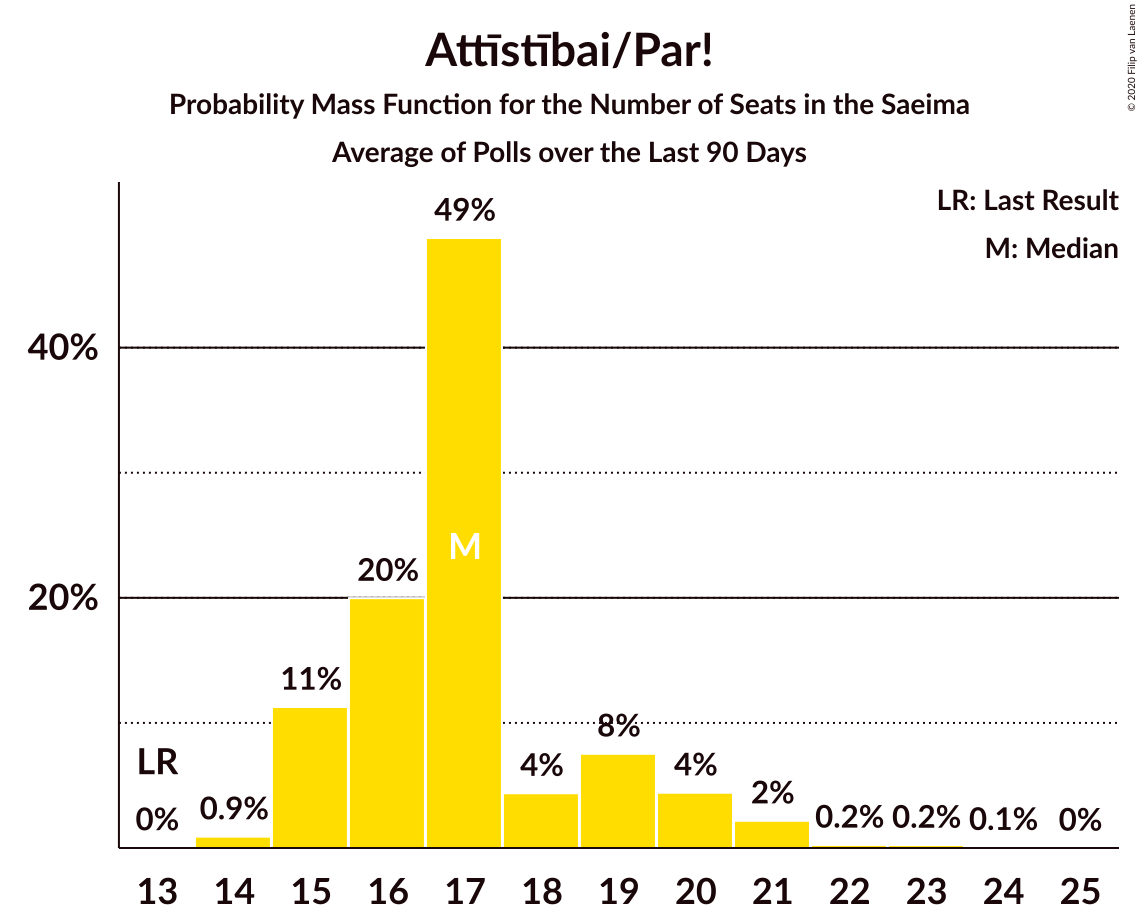 Attīstībai/Par!
Probability Mass Function for the Number of Seats in the Saeima
Average of Polls over the Last 90 Days
© 2020 Filip van Laenen
LR: Last Result
M: Median
40%
20%
LR
0%
0.9%
11%
20%
49%
M
4%
8%
4%
2%
0.2%
0.2%
0.1%
0%
13 14 15 16 17 18 19 20 21 22 23 24 25